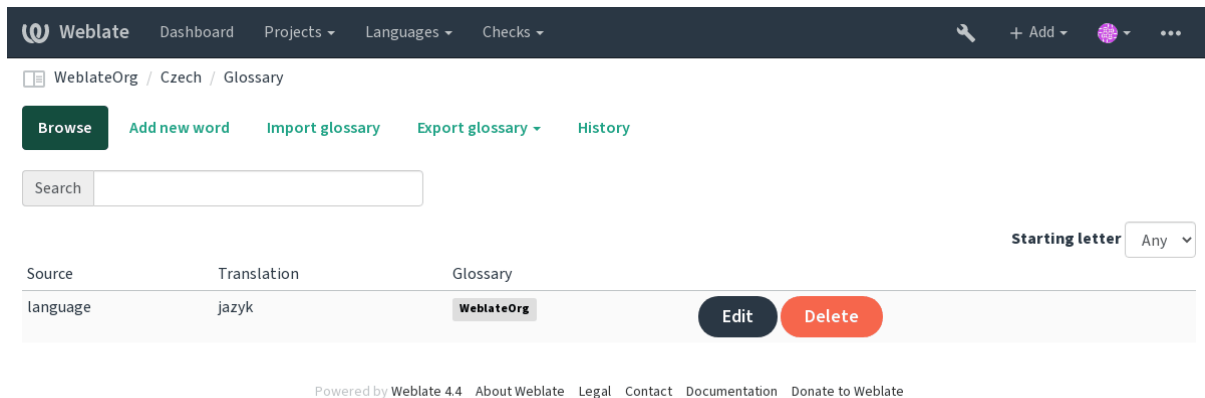 Weblate Dashboard Projects Languages Checks + Add
WeblateOrg / Czech / Glossary
Browse Add new word Import glossary Export glossary History
Search
Starting letter Any
Source Translation Glossary
language jazyk WeblateOrg Edit Delete
Powered by Weblate 4.4 About Weblate Legal Contact Documentation Donate to Weblate